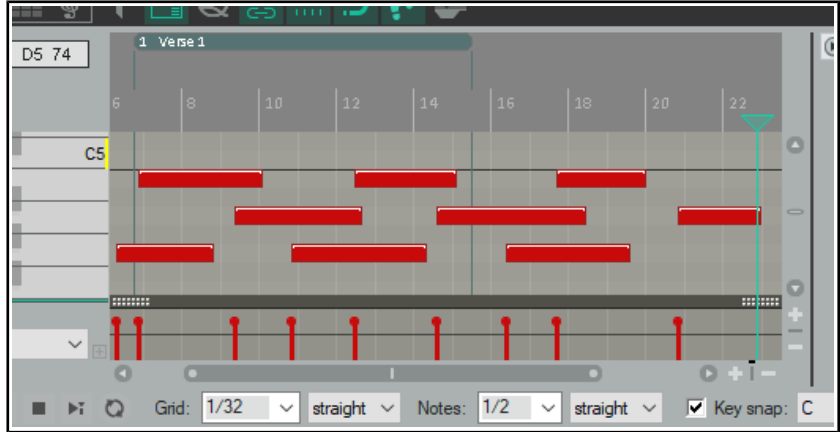 1 Verse 1
D5 74
6 8 10 12 14 16 18 20 22
C5
Grid: 1/32 straight Notes: 1/2 straight Key snap: C